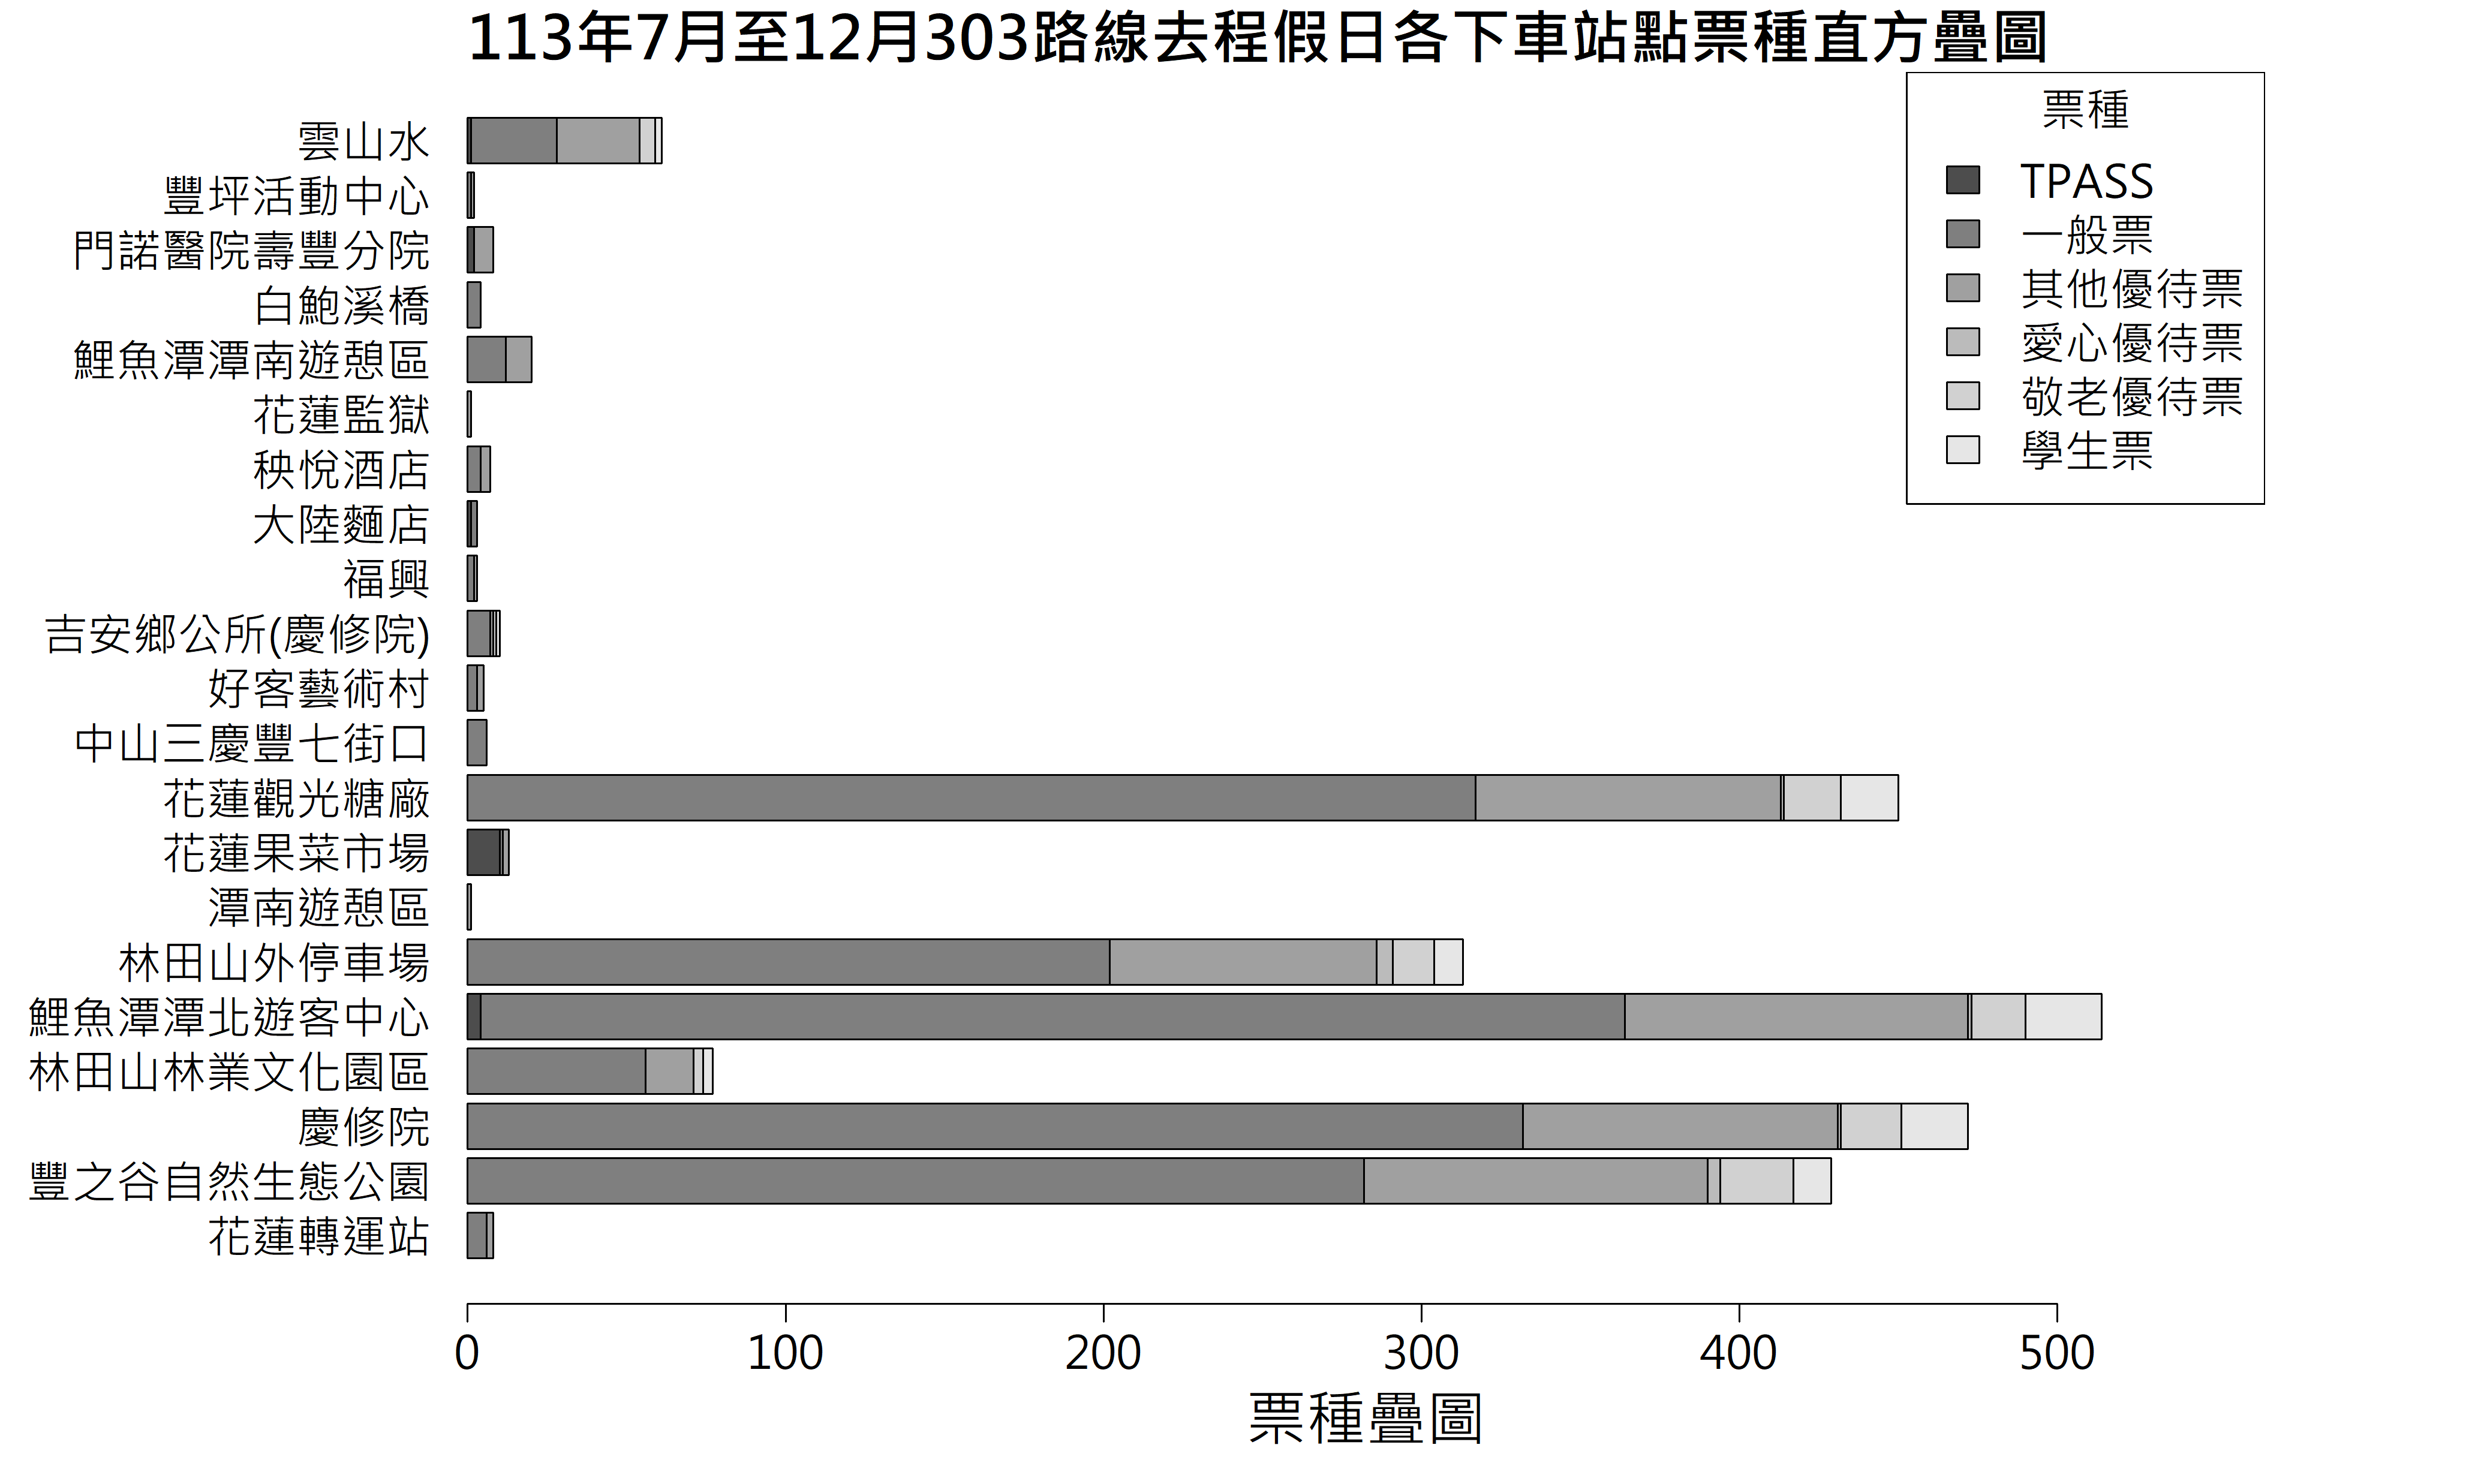 113年7月至12月303路線去程假日各下車站點票種直方疊圖
票種
TPASS
一般票
其他優待票
愛心優待票
敬老優待票
學生票
雲山水
豐坪活動中心
門諾醫院壽豐分院
白鮑溪橋
鯉魚潭潭南遊憩區
花蓮監獄
秧悅酒店
大陸麵店
福興
吉安鄉公所(慶修院)
好客藝術村
中山三慶豐七街口
花蓮觀光糖廠
花蓮果菜市場
潭南遊憩區
林田山外停車場
鯉魚潭潭北遊客中心
林田山林業文化園區
慶修院
豐之谷自然生態公園
花蓮轉運站
0 100 200 300 400 500
票種疊圖